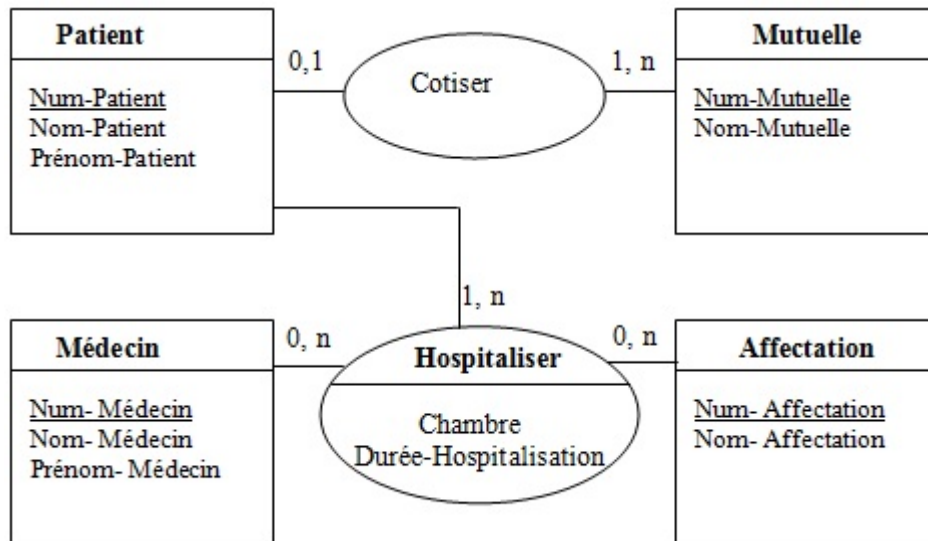 Patient
Num-Patient
Nom-Patient
Prénom-Patient
0,1
Cotiser
1, n
Mutuelle
Num-Mutuelle
Nom-Mutuelle
1, n
Médecin
Num- Médecin
Nom- Médecin
Prénom- Médecin
0, n
Hospitaliser
Chambre
Durée-Hospitalisation
0, n
Affectation
Num- Affectation
Nom- Affectation